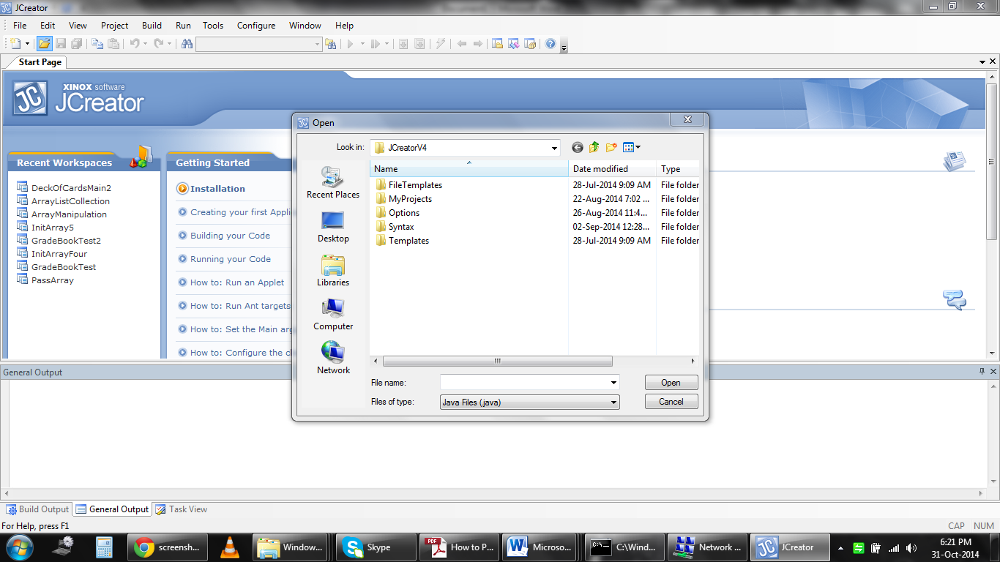 JCreator
File Edit View Project Build Run Tools Configure Window Help
Start Page
XINOX software
JCreator
Recent Workspaces
DeckOfCardsMain2
ArrayListCollection
ArrayManipulation
InitArray5
GradeBookTest2
InitArrayFour
GradeBookTest
PassArray
Getting Started
Installation
Creating your first Appli
Building your Code
Running your Code
How to: Run an Applet
How to: Run Ant targets
How to: Set the Main arg
How to: Configure the cl
Open
Look in: JCreatorV4
Recent Places
Desktop
Libraries
Computer
Network
Name Date modified Type
FileTemplates 28-Jul-2014 9:09 AM File folder
MyProjects 22-Aug-2014 7:02 ... File folder
Options 26-Aug-2014 11:4... File folder
Syntax 02-Sep-2014 12:28... File folder
Templates 28-Jul-2014 9:09 AM File folder
File name: Open
Files of type: Java Files (.java) Cancel
General Output
Build Output General Output Task View
For Help, press F1 CAP NUM
screensh... Window... Skype How to P... Microso... C:\Wind... Network ... JCreator 6:21 PM
31-Oct-2014